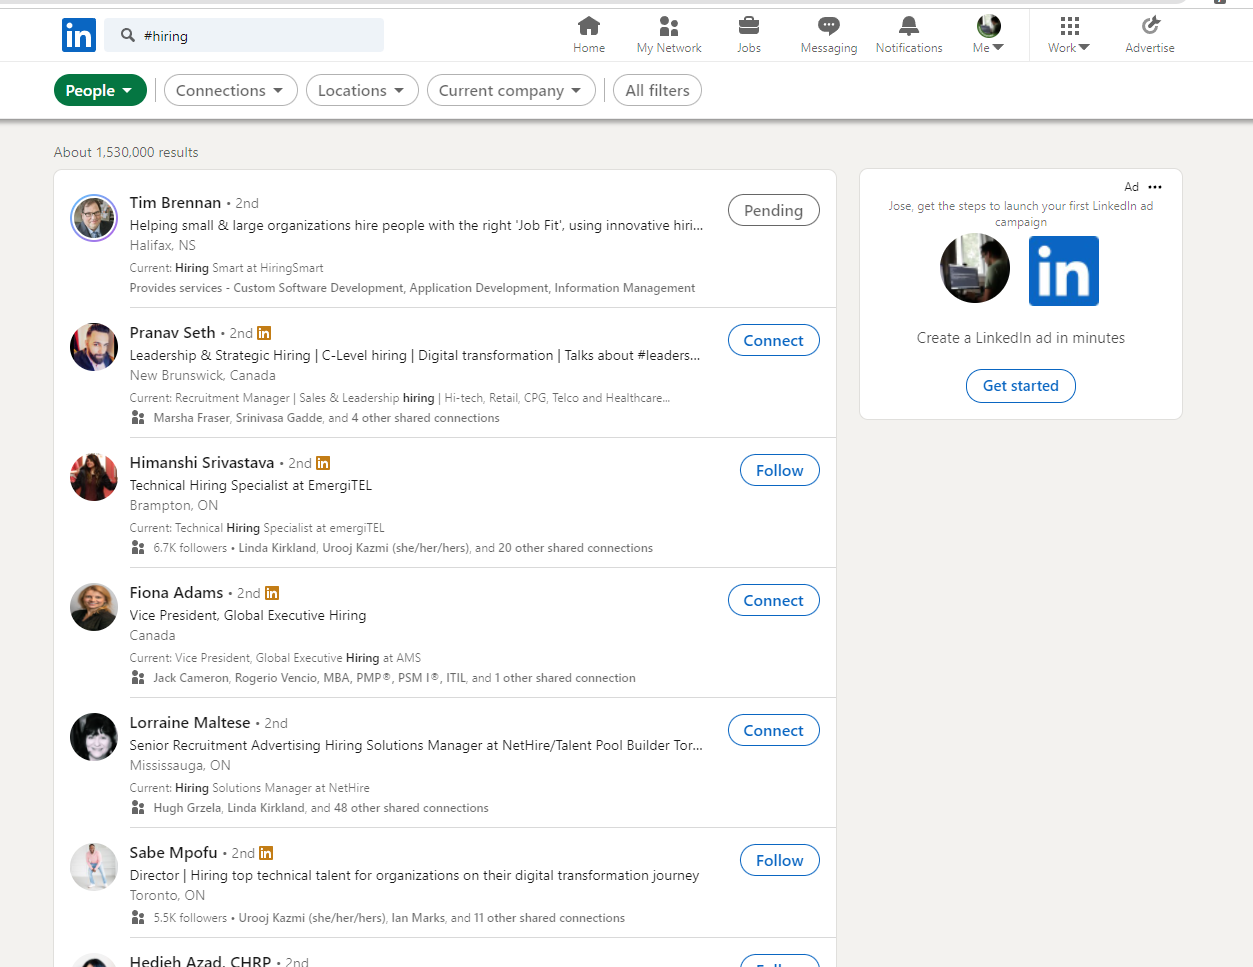 in
#hiring
Home
My Network
Jobs
Messaging
Notifications
Me
Work
Advertise
People
Connections
Locations
Current company
All filters
About 1,530,000 results
Tim Brennan • 2nd
Pending
Helping small & large organizations hire people with the right 'Job Fit', using innovative hiri...
Halifax, NS
Current: Hiring Smart at HiringSmart
Provides services - Custom Software Development, Application Development, Information Management
Pranav Seth • 2nd in
Connect
Leadership & Strategic Hiring | C-Level hiring | Digital transformation | Talks about #leaders...
New Brunswick, Canada
Current: Recruitment Manager | Sales & Leadership hiring | Hi-tech, Retail, CPG, Telco and Healthcare...
Marsha Fraser, Srinivasa Gadde, and 4 other shared connections
Himanshi Srivastava • 2nd in
Follow
Technical Hiring Specialist at EmergiTEL
Brampton, ON
Current: Technical Hiring Specialist at emergiTEL
6.7K followers • Linda Kirkland, Urooj Kazmi (she/her/hers), and 20 other shared connections
Fiona Adams • 2nd in
Connect
Vice President, Global Executive Hiring
Canada
Current: Vice President, Global Executive Hiring at AMS
Jack Cameron, Rogerio Vencio, MBA, PMP®, PSM I®, ITIL, and 1 other shared connection
Lorraine Maltese • 2nd
Connect
Senior Recruitment Advertising Hiring Solutions Manager at NetHire/Talent Pool Builder Tor...
Mississauga, ON
Current: Hiring Solutions Manager at NetHire
Hugh Grzela, Linda Kirkland, and 48 other shared connections
Sabe Mpofu • 2nd in
Follow
Director | Hiring top technical talent for organizations on their digital transformation journey
Toronto, ON
5.5K followers • Urooj Kazmi (she/her/hers), Ian Marks, and 11 other shared connections
Hedieh Azad, CHRP • 2nd
Follow
Ad
Jose, get the steps to launch your first LinkedIn ad
campaign
in
Create a LinkedIn ad in minutes
Get started